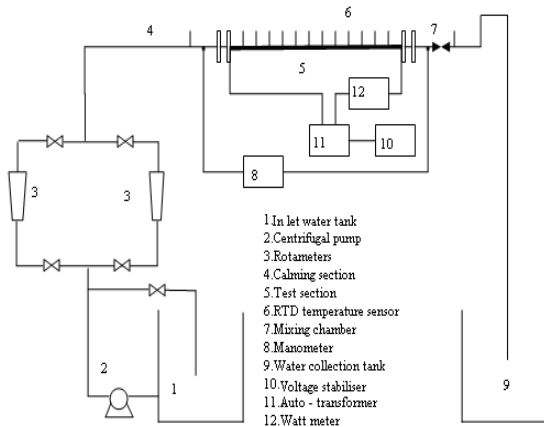 4
6
7
5
12
11
10
8
3
3
2
1
9
1.In let water tank
2.Centrifugal pump
3.Rotameters
4.Calming section
5.Test section
6.RTD temperature sensor
7.Mixing chamber
8.Manometer
9.Water collection tank
10.Voltage stabiliser
11.Auto - transformer
12.Watt meter